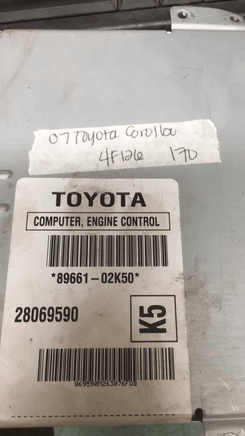 07 Toyota Corolla
4F126 170
TOYOTA
COMPUTER, ENGINE CONTROL
*89661-02K50*
28069590
K5